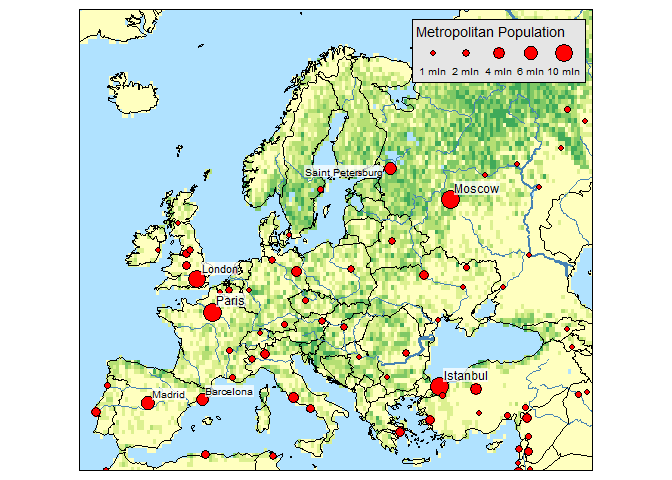 Metropolitan Population
1 mln 2 mln 4 mln 6 mln 10 mln
Saint Petersburg
Moscow
London
Paris
Istanbul
Madrid
Barcelona